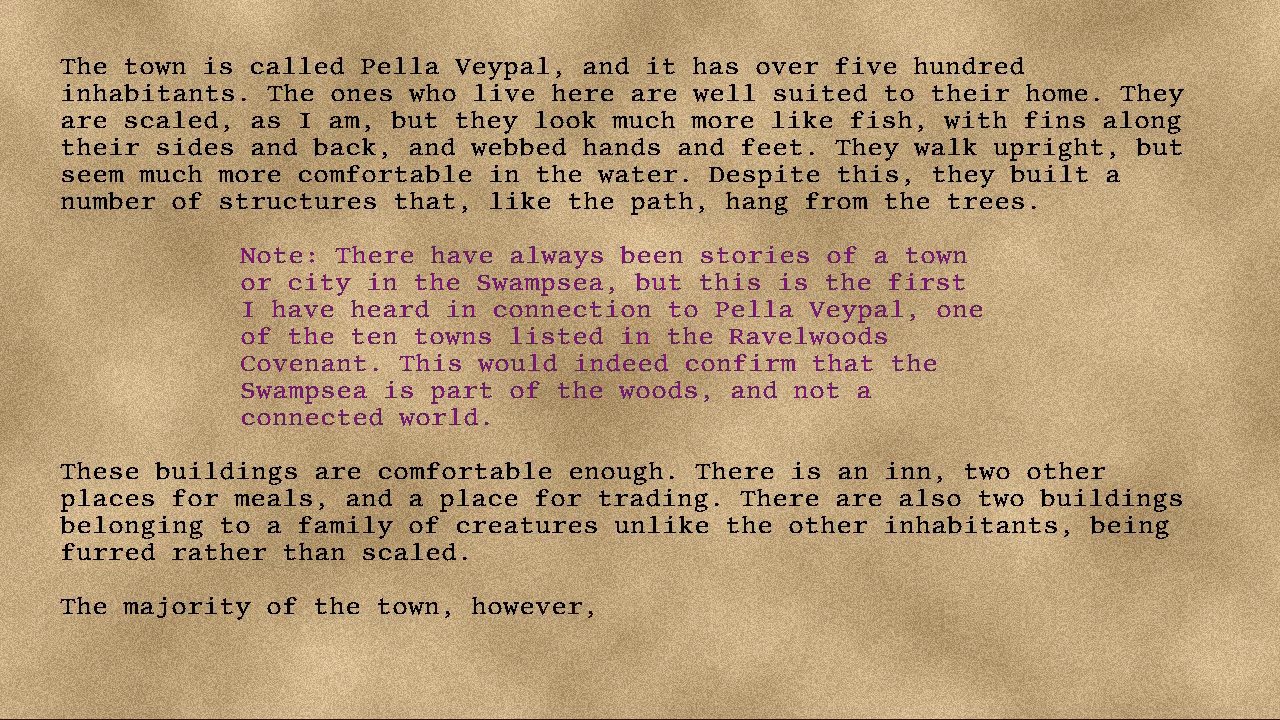 The town is called Pella Veypal, and it has over five hundred
inhabitants. The ones who live here are well suited to their home. They
are scaled, as I am, but they look much more like fish, with fins along
their sides and back, and webbed hands and feet. They walk upright, but
seem much more comfortable in the water. Despite this, they built a
number of structures that, like the path, hang from the trees.
Note: There have always been stories of a town
or city in the Swampsea, but this is the first
I have heard in connection to Pella Veypal, one
of the ten towns listed in the Ravelwoods
Covenant. This would indeed confirm that the
Swampsea is part of the woods, and not a
connected world.
These buildings are comfortable enough. There is an inn, two other
places for meals, and a place for trading. There are also two buildings
belonging to a family of creatures unlike the other inhabitants, being
furred rather than scaled.
The majority of the town, however,